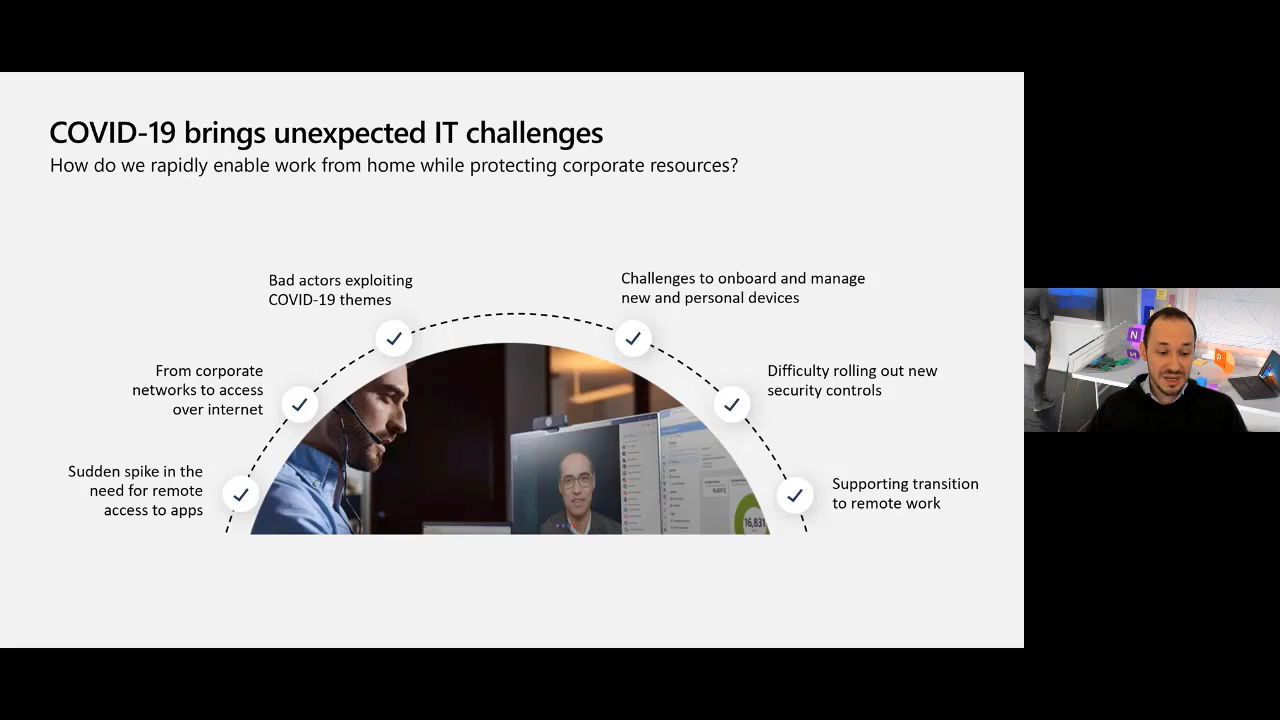 COVID-19 brings unexpected IT challenges
How do we rapidly enable work from home while protecting corporate resources?
Bad actors exploiting
COVID-19 themes
Challenges to onboard and manage
new and personal devices
From corporate
networks to access
over internet
Difficulty rolling out new
security controls
Sudden spike in the
need for remote
access to apps
Supporting transition
to remote work
16,831
N